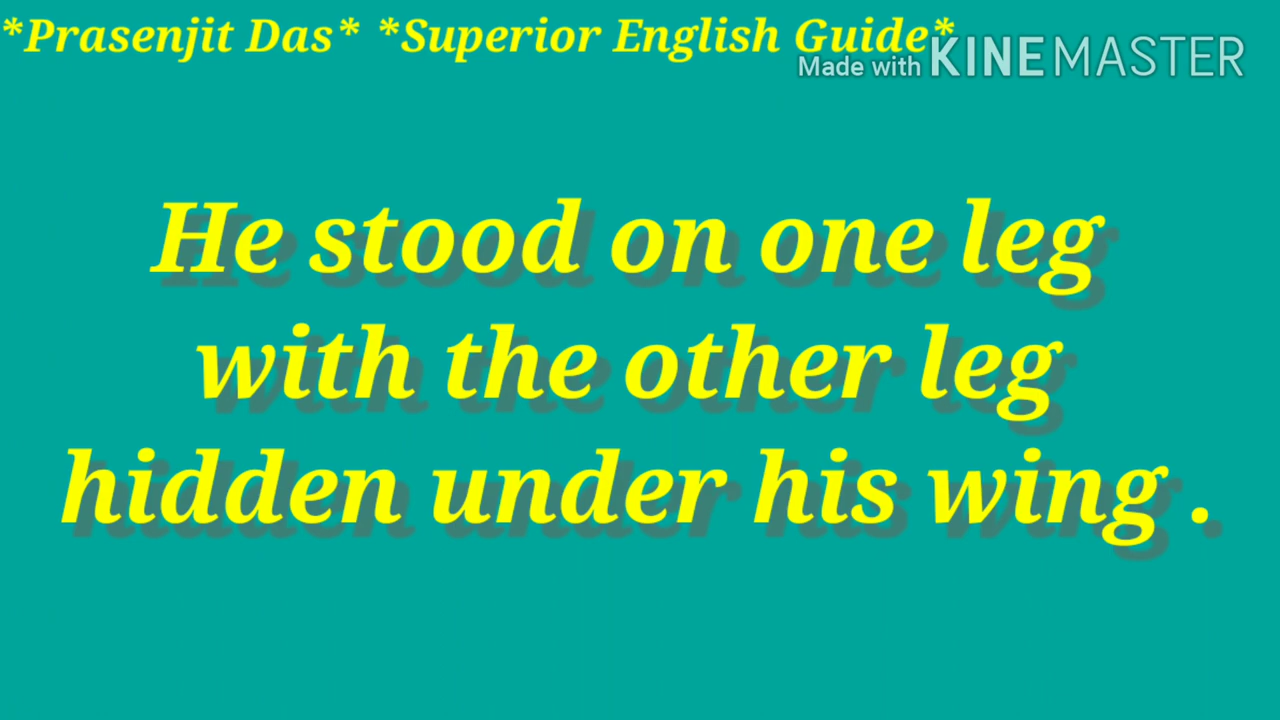 *Prasenjit Das* *Superior English Guide*
Made with KINEMASTER
He stood on one leg
with the other leg
hidden under his wing .